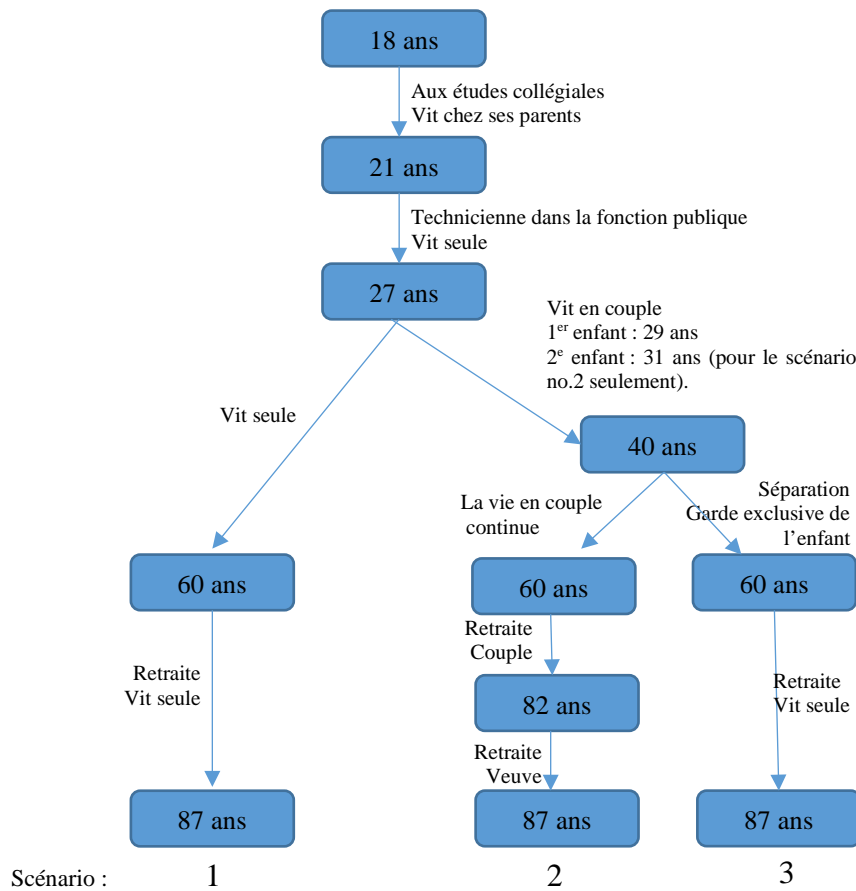 18 ans
Aux études collégiales
Vit chez ses parents
21 ans
Technicienne dans la fonction publique
Vit seule
27 ans
Vit en couple
1er enfant : 29 ans
2e enfant : 31 ans (pour le scénario
no.2 seulement).
Vit seule
40 ans
La vie en couple
continue
Séparation
Garde exclusive de
l’enfant
60 ans
60 ans
60 ans
Retraite
Vit seule
Retraite
Couple
Retraite
Vit seule
82 ans
Retraite
Veuve
87 ans
87 ans
87 ans
Scénario : 1 2 3